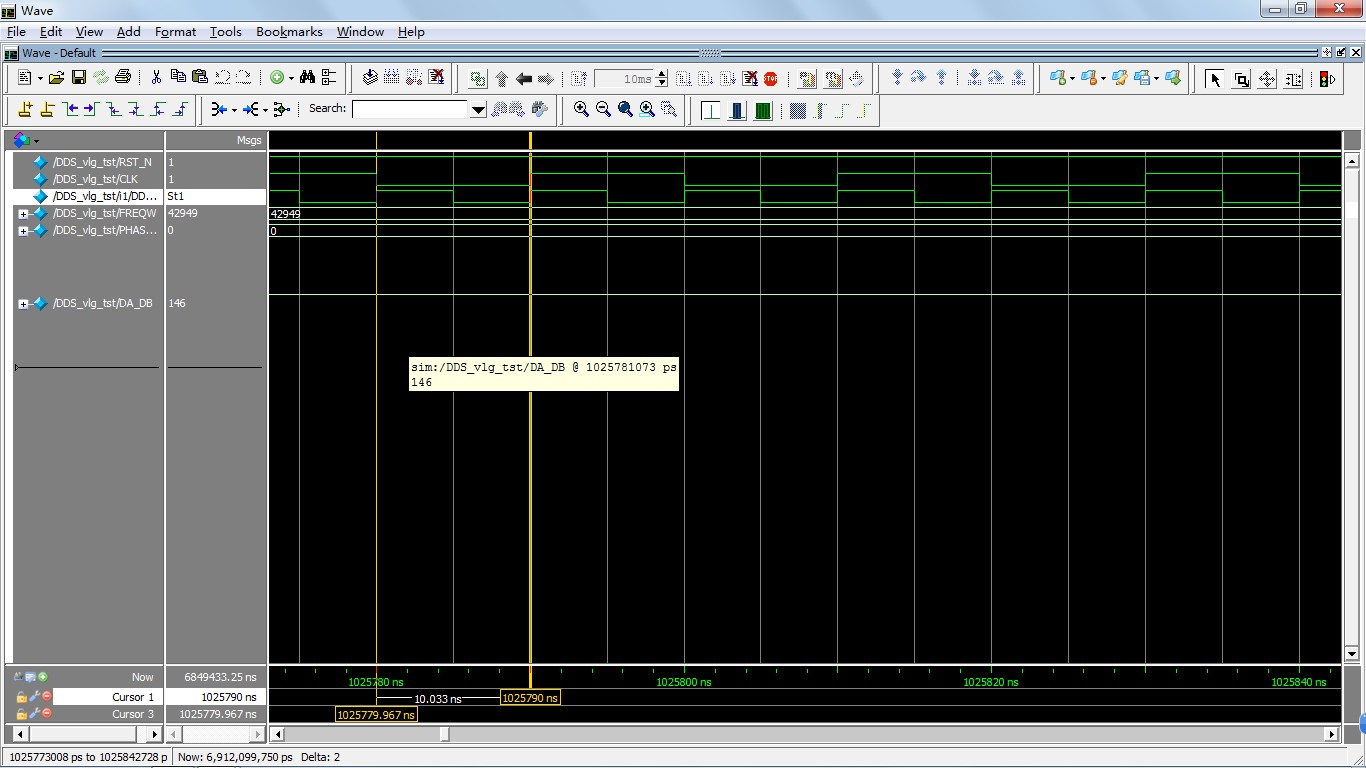 Wave
File Edit View Add Format Tools Bookmarks Window Help
Wave - Default
10ms
STOP
Search:
Msgs
/DDS_vlg_tst/RST_N 1
/DDS_vlg_tst/CLK 1
/DDS_vlg_tst/i1/DD... St1
/DDS_vlg_tst/FREQW 42949 42949
/DDS_vlg_tst/PHAS... 0 0
/DDS_vlg_tst/DA_DB 146
sim:/DDS_vlg_tst/DA_DB @ 1025781073 ps
146
Now 6849433.25 ns 1025780 ns 1025800 ns 1025820 ns 1025840 ns
Cursor 1 1025790 ns 10.033 ns 1025790 ns
Cursor 3 1025779.967 ns 1025779.967 ns
1025773008 ps to 1025842728 p Now: 6,912,099,750 ps Delta: 2